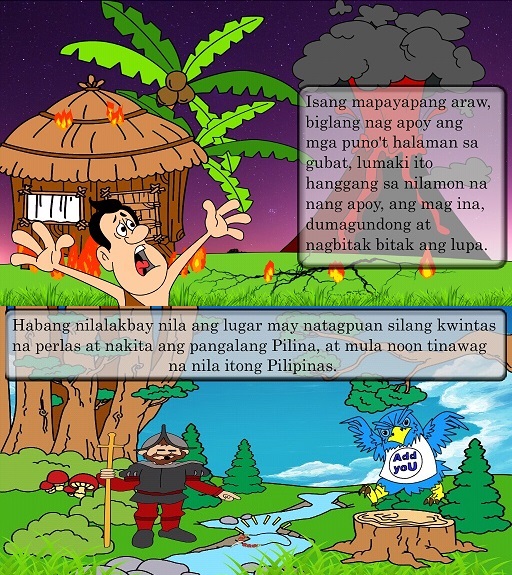 Isang mapayapang araw,
biglang nag apoy ang
mga puno't halaman sa
gubat, lumaki ito
hanggang sa nilamon na
nang apoy, ang mag ina,
dumagundong at
nagbitak bitak ang lupa.
Habang nilalakbay nila ang lugar may natagpuan silang kwintas
na perlas at nakita ang pangalang Pilina, at mula noon tinawag
na nila itong Pilipinas.
Add
yoU